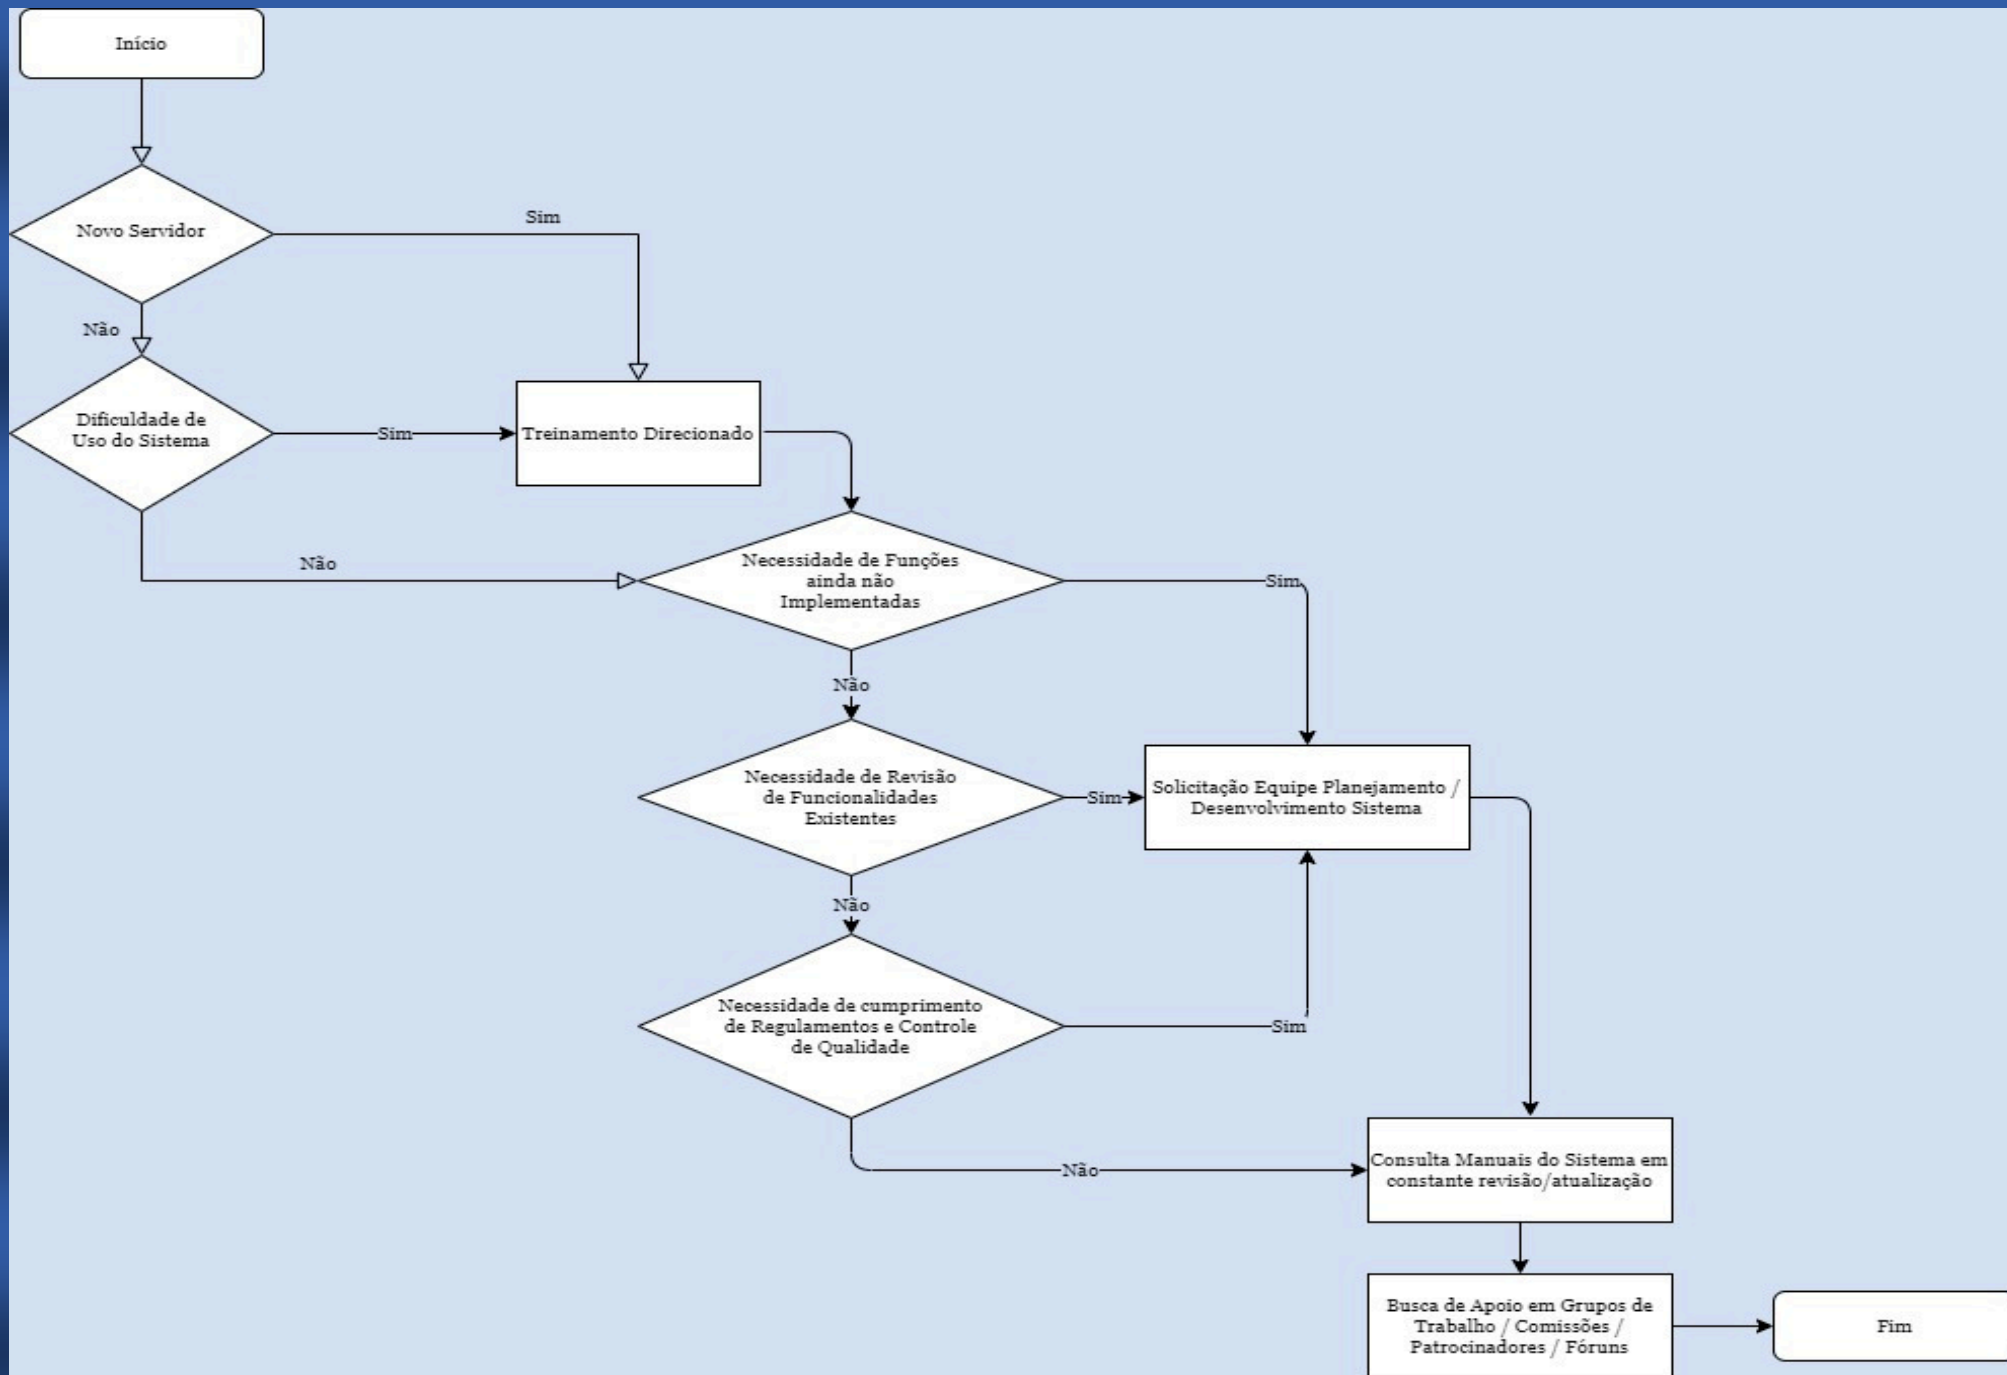 Início
Novo Servidor
Sim
Não
Dificuldade de
Uso do Sistema
Sim
Treinamento Direcionado
Não
Necessidade de Funções
ainda não
Implementadas
Sim
Não
Necessidade de Revisão
de Funcionalidades
Existentes
Sim
Solicitação Equipe Planejamento /
Desenvolvimento Sistema
Não
Necessidade de cumprimento
de Regulamentos e Controle
de Qualidade
Sim
Não
Consulta Manuais do Sistema em
constante revisão/atualização
Busca de Apoio em Grupos de
Trabalho / Comissões /
Patrocinadores / Fóruns
Fim